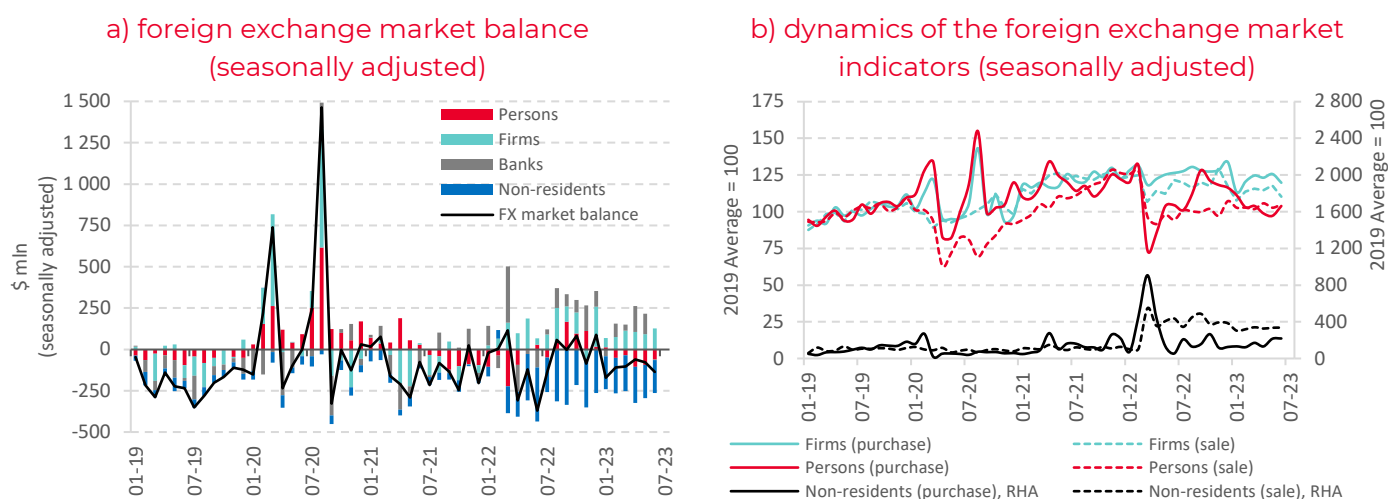 a) foreign exchange market balance
(seasonally adjusted)
1 500
1 250
1 000
750
500
250
0
-250
-500
$ mln
(seasonally adjusted)
Persons
Firms
Banks
Non-residents
FX market balance
01-19
07-19
01-20
07-20
01-21
07-21
01-22
07-22
01-23
07-23
b) dynamics of the foreign exchange market
indicators (seasonally adjusted)
175
150
125
100
75
50
25
0
2019 Average = 100
2 800
2 400
2 000
1 600
1 200
800
400
0
2019 Average = 100
01-19
07-19
01-20
07-20
01-21
07-21
01-22
07-22
01-23
07-23
Firms (purchase)
Firms (sale)
Persons (purchase)
Persons (sale)
Non-residents (purchase), RHA
Non-residents (sale), RHA